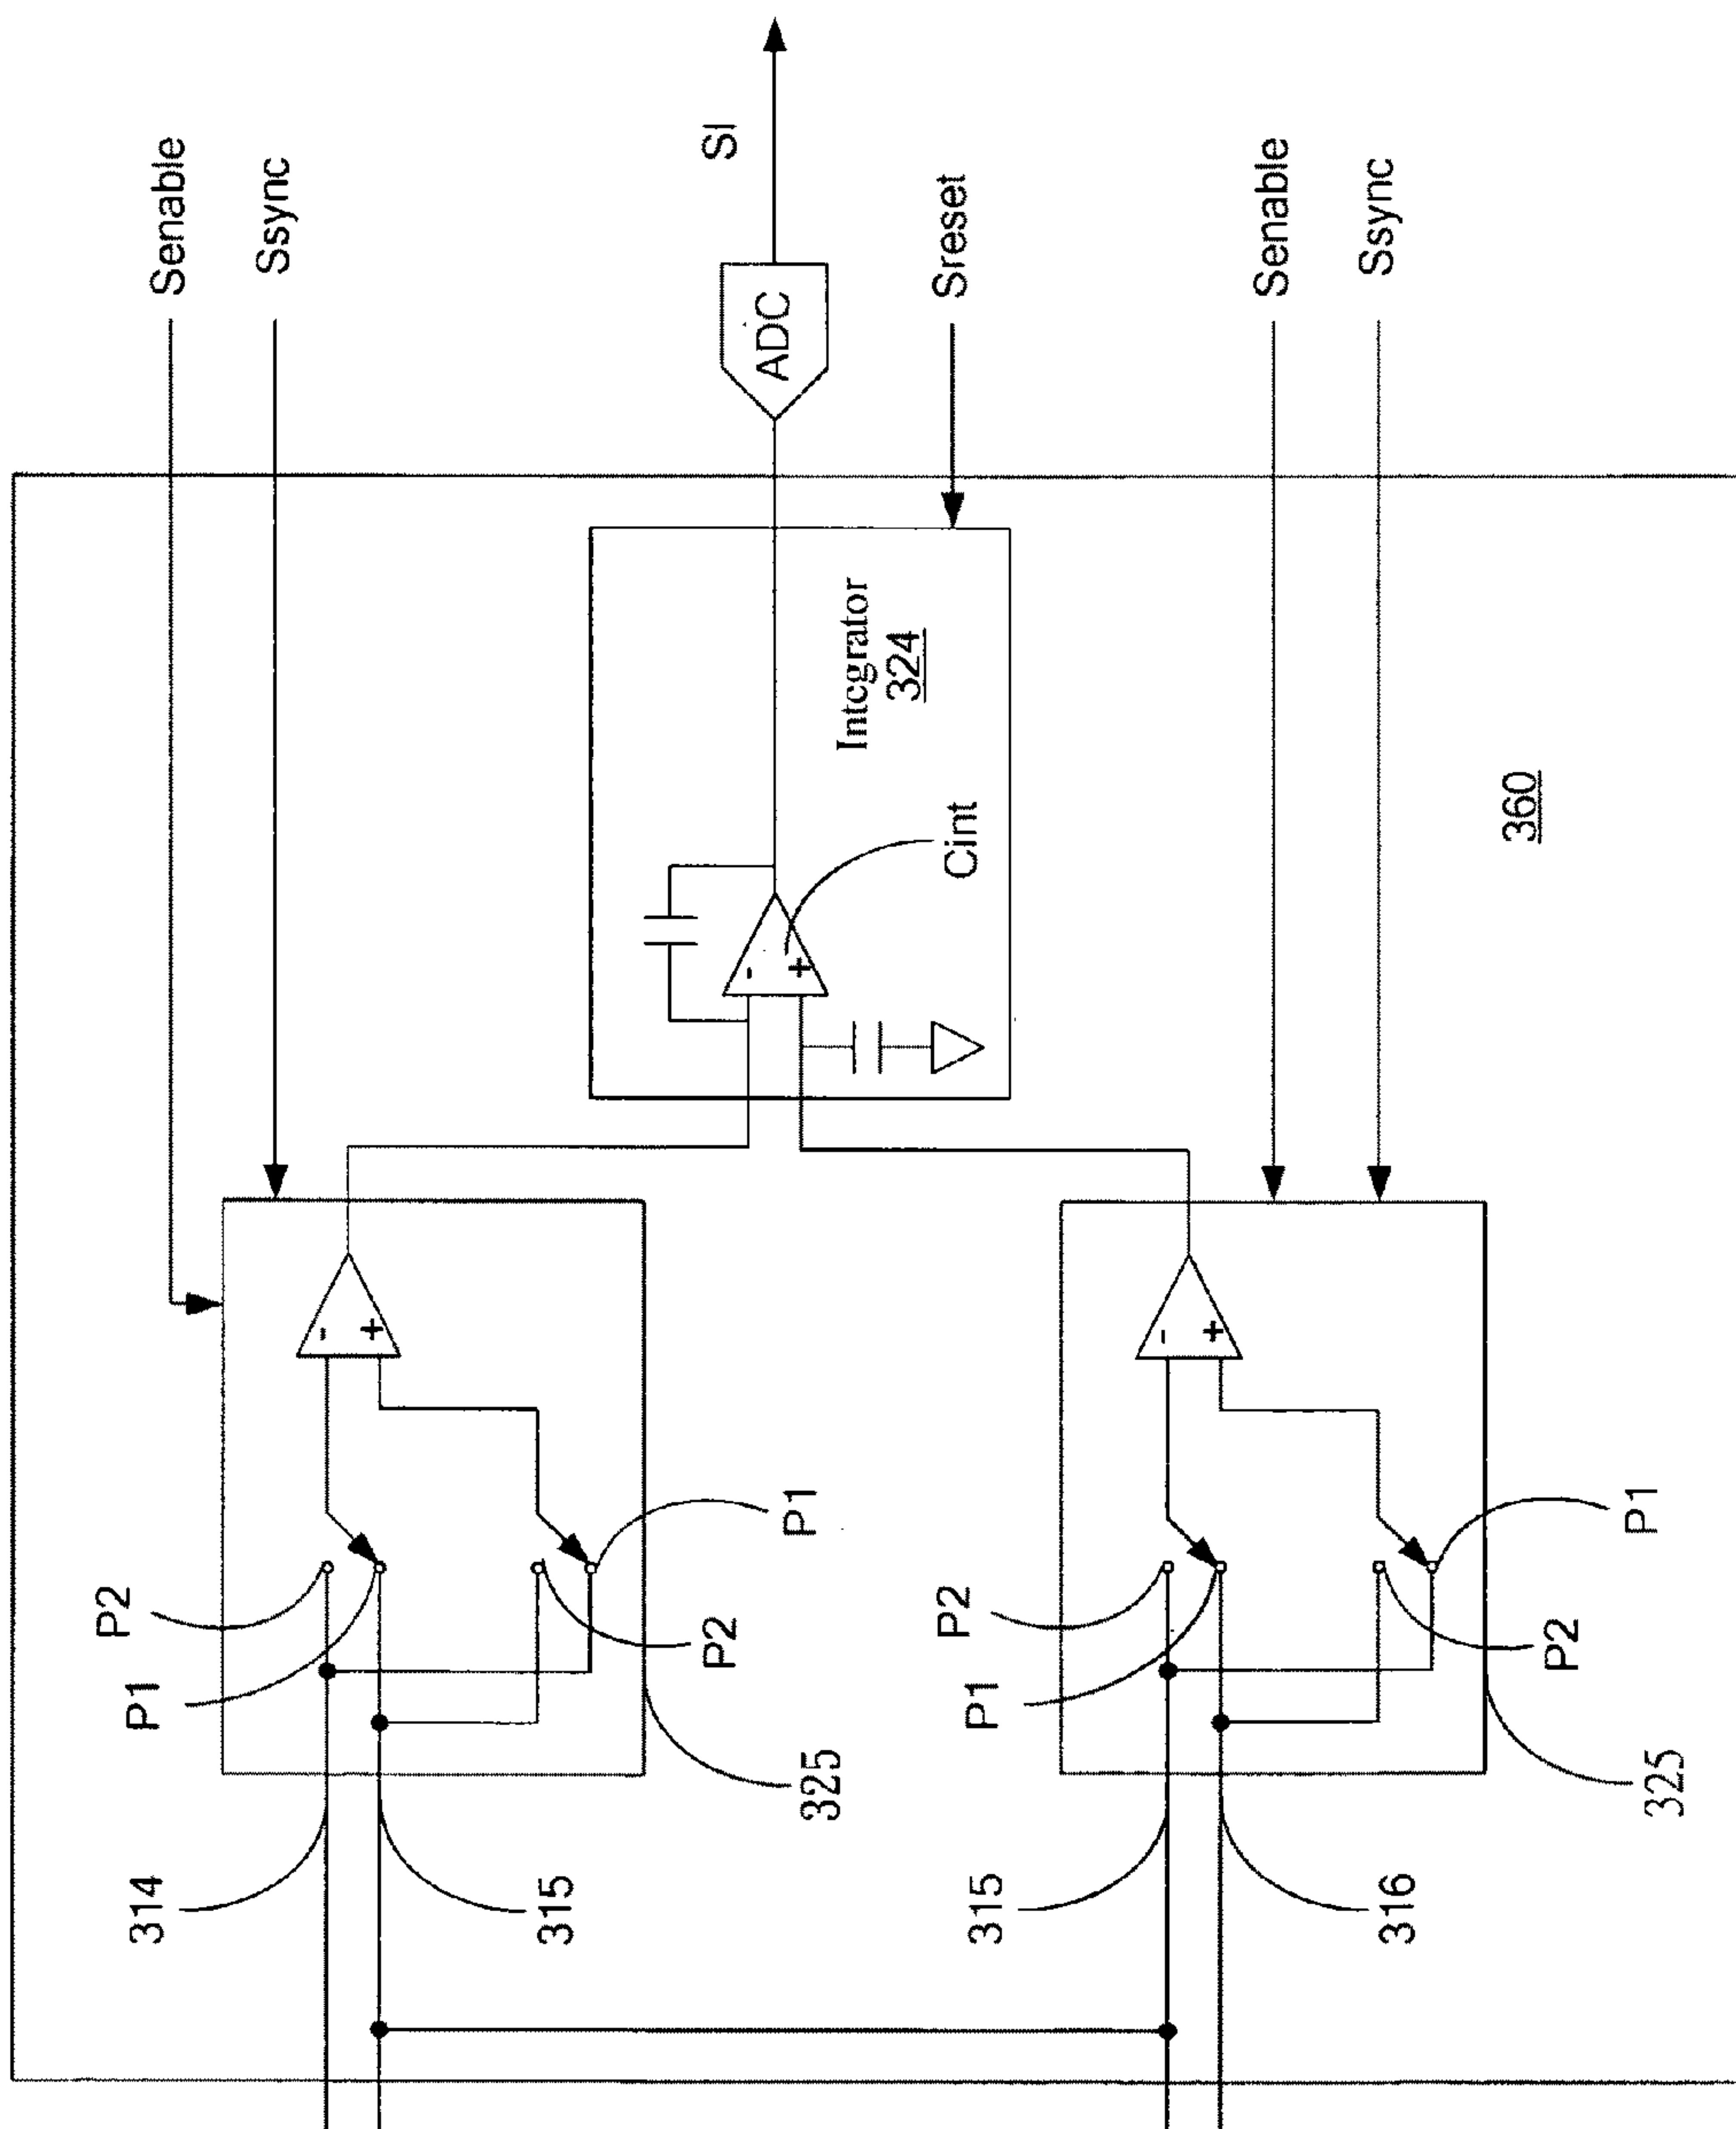 Senable
Ssync
SI
ADC
Sreset
Senable
Ssync
Integrator
324
Cint
360
-
+
-
+
-
+
P2
P1
P2
P1
P2
P1
P2
P1
314
315
325
315
316
325